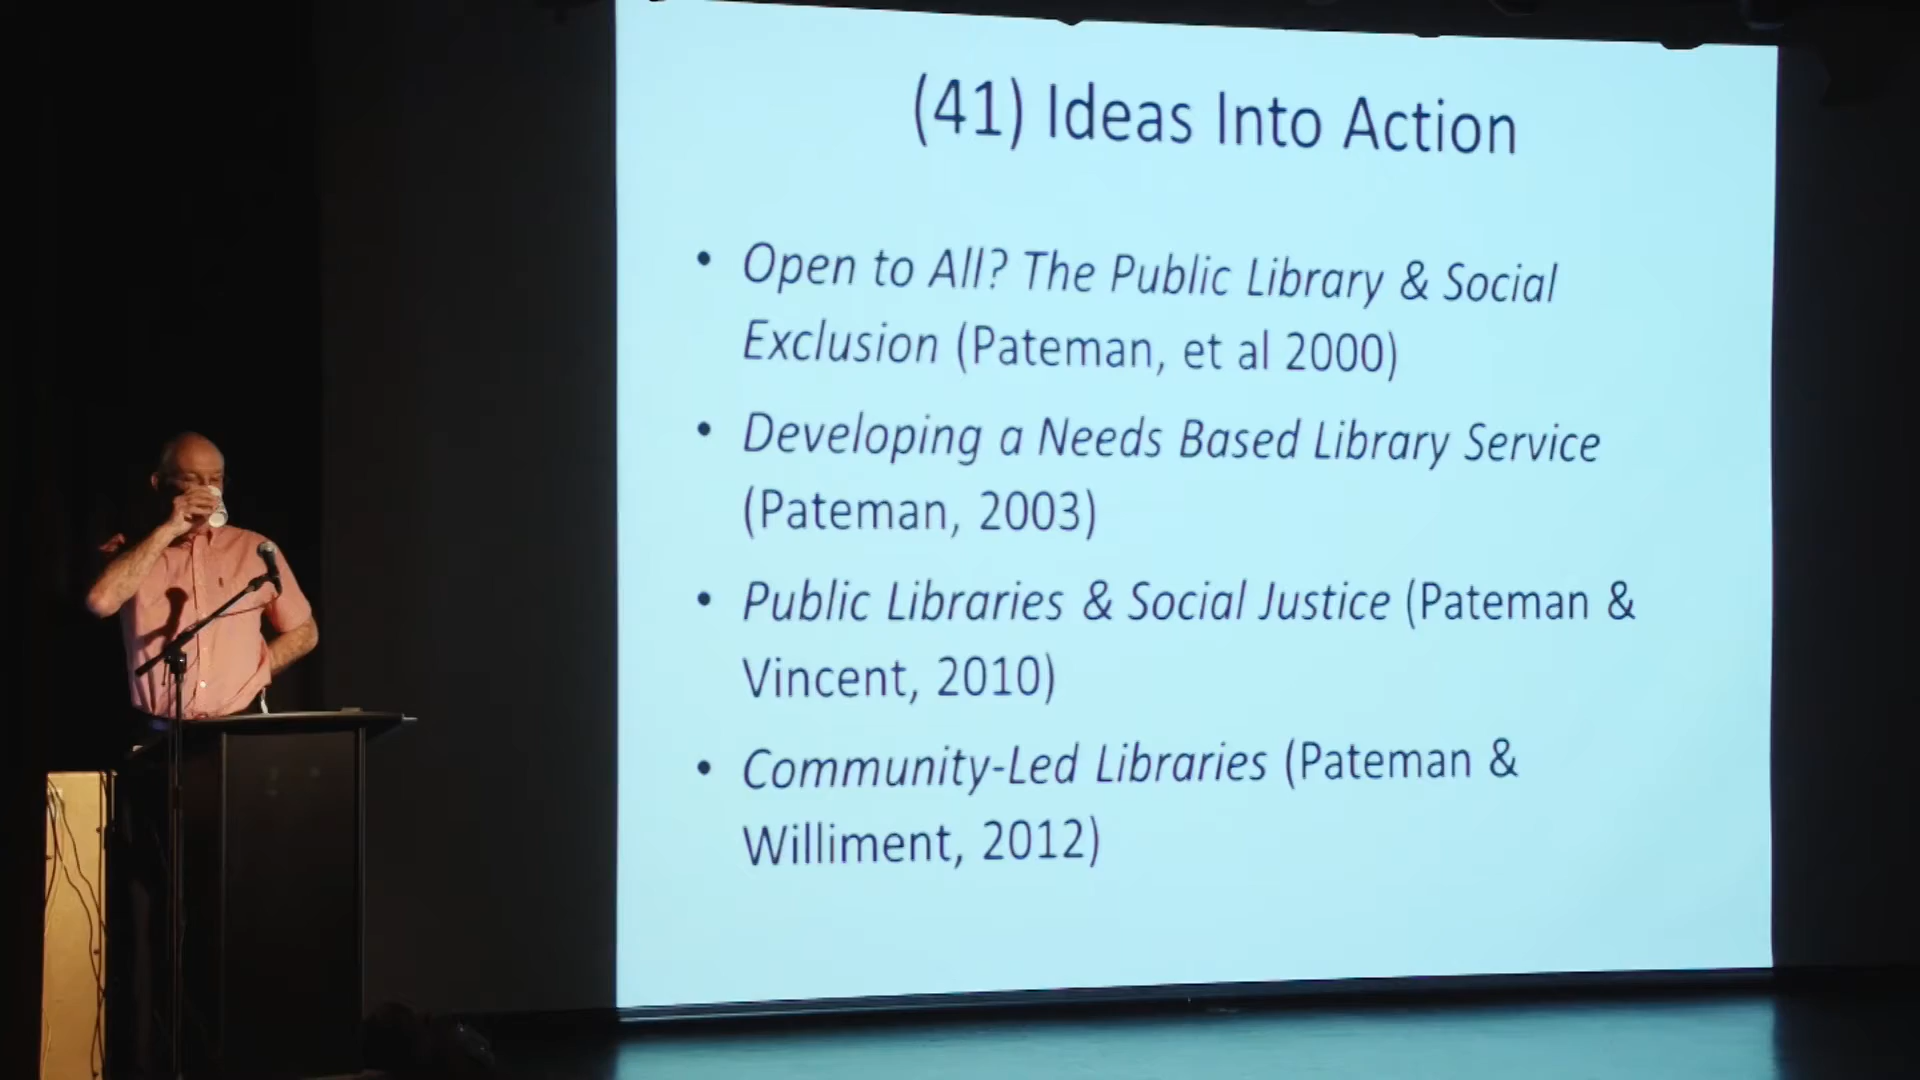 (41) Ideas Into Action
• Open to All? The Public Library & Social
Exclusion (Pateman, et al 2000)
• Developing a Needs Based Library Service
(Pateman, 2003)
• Public Libraries & Social Justice (Pateman &
Vincent, 2010)
• Community-Led Libraries (Pateman &
Williment, 2012)